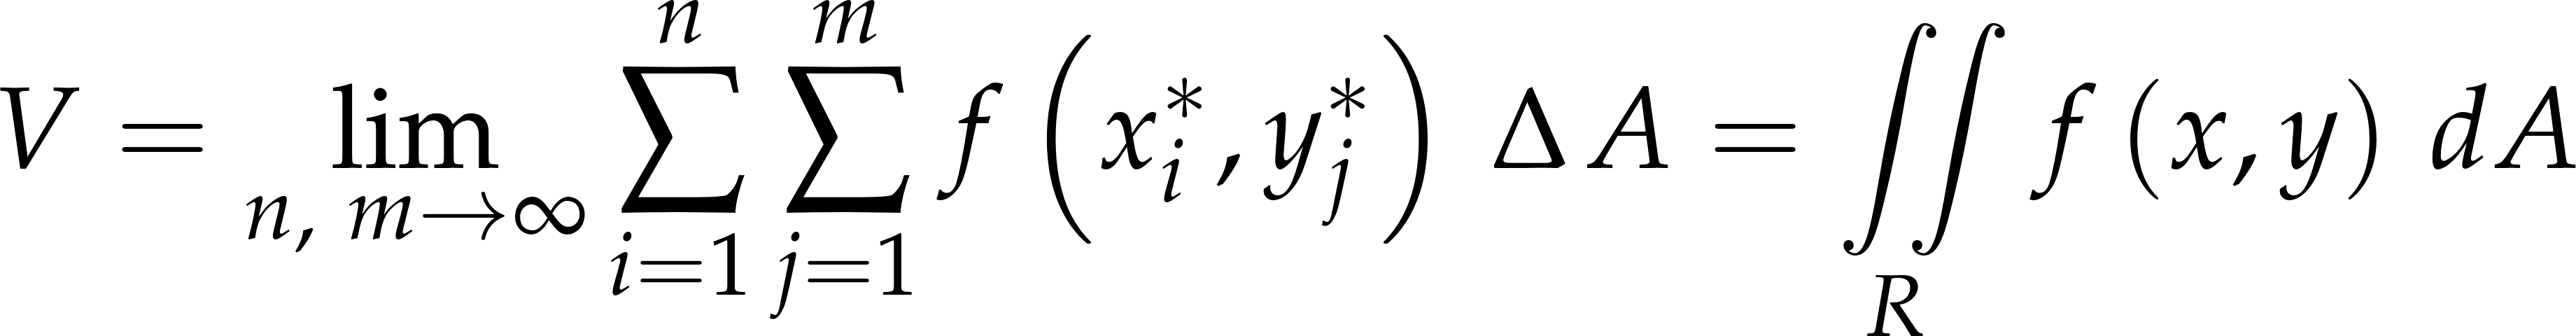 V = lim_{n, m→∞} ∑_{i=1}^{n} ∑_{j=1}^{m} f (x_i^*, y_j^*) ΔA = ∬_R f (x, y) dA